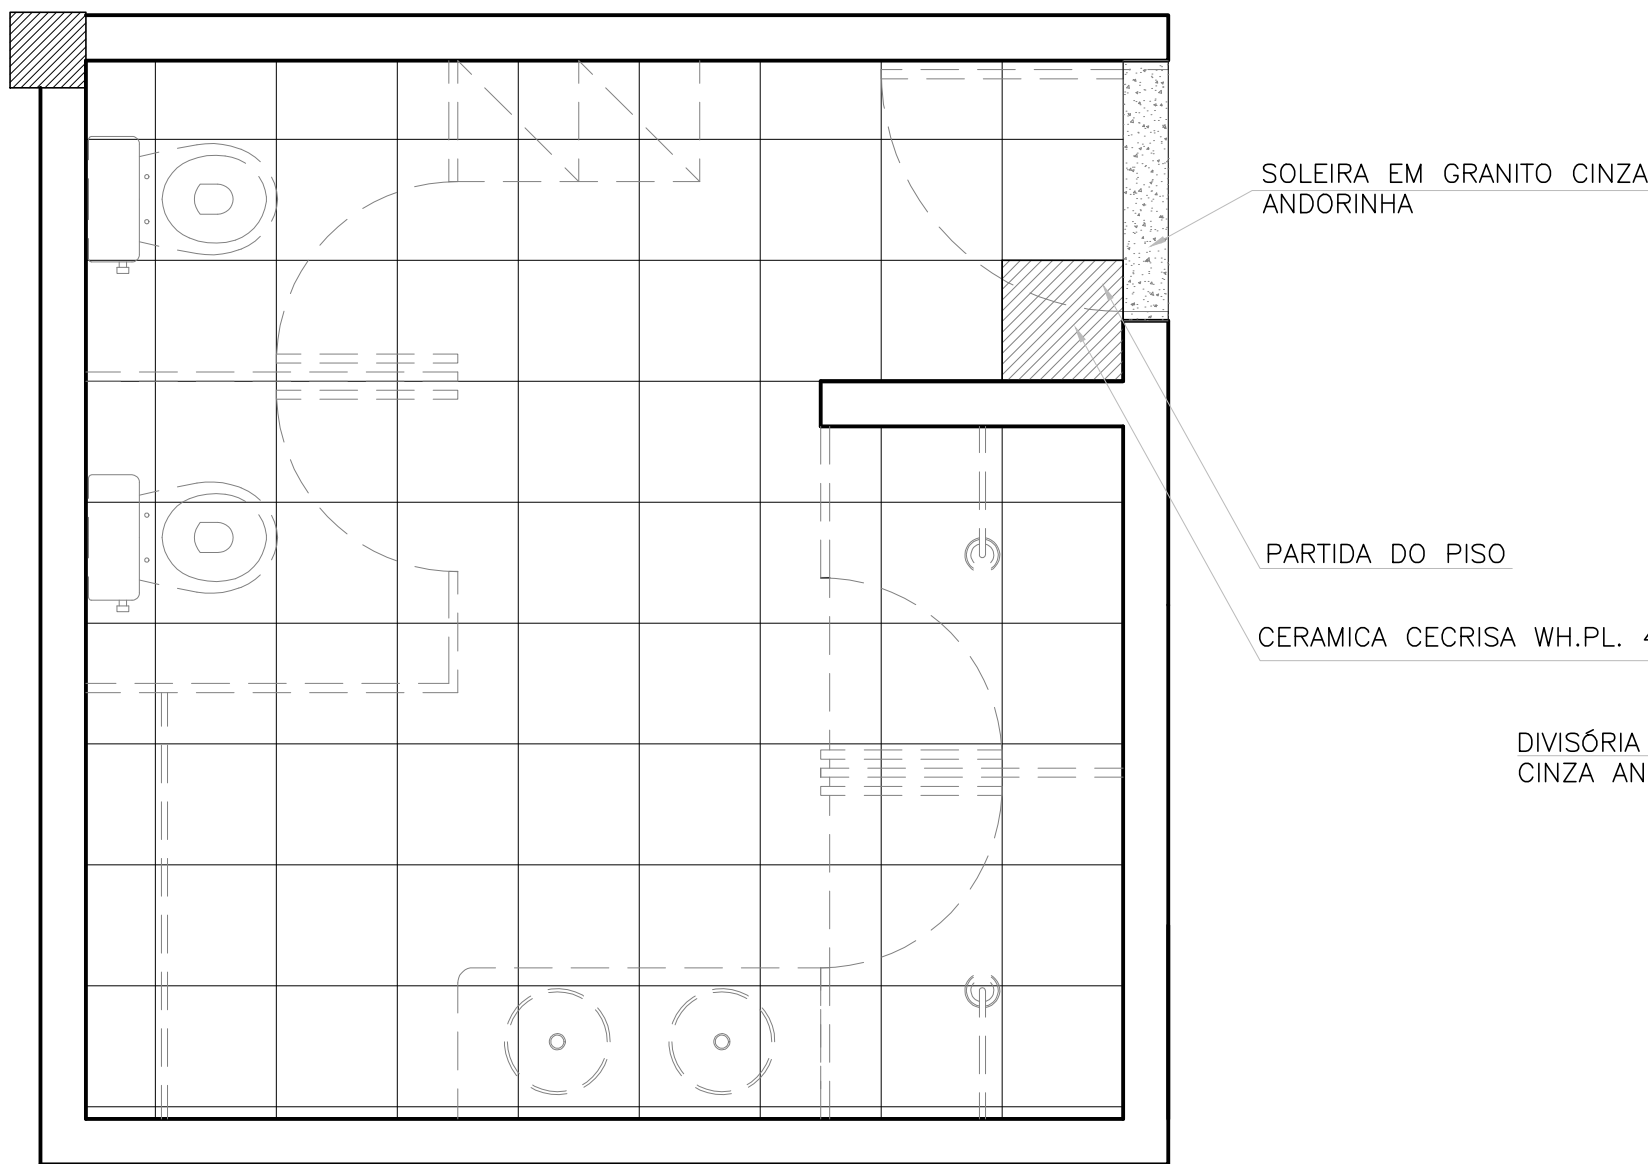 SOLEIRA EM GRANITO CINZA
ANDORINHA
PARTIDA DO PISO
CERAMICA CECRISA WH.PL.
DIVISÓRIA
CINZA AN